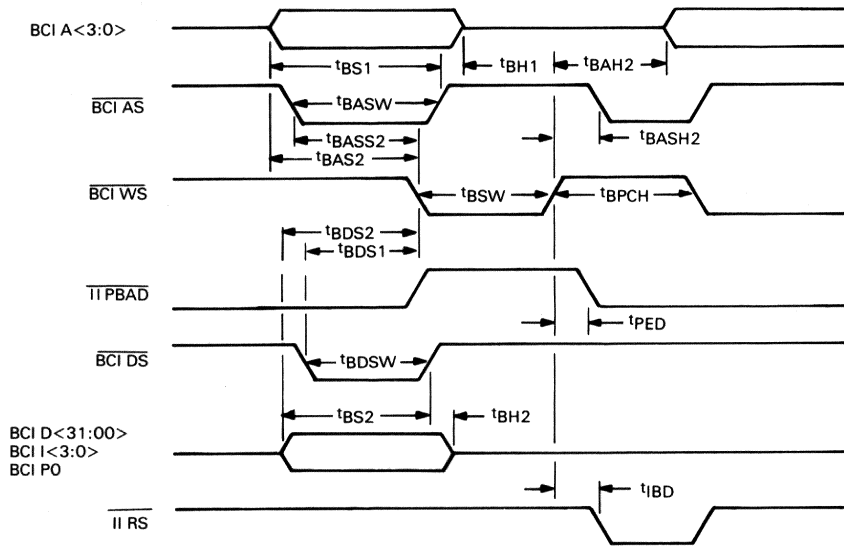 BCI A<3:0>
tBS1
tBH1
tBAH2
BCI AS
tBASW
tBASS2
tBASH2
tBAS2
BCI WS
tBSW
tBPCH
tBDS2
tBDS1
II PBAD
tPED
BCI DS
tBDSW
tBS2
tBH2
BCI D<31:00>
BCI I<3:0>
BCI P0
tIBD
II RS